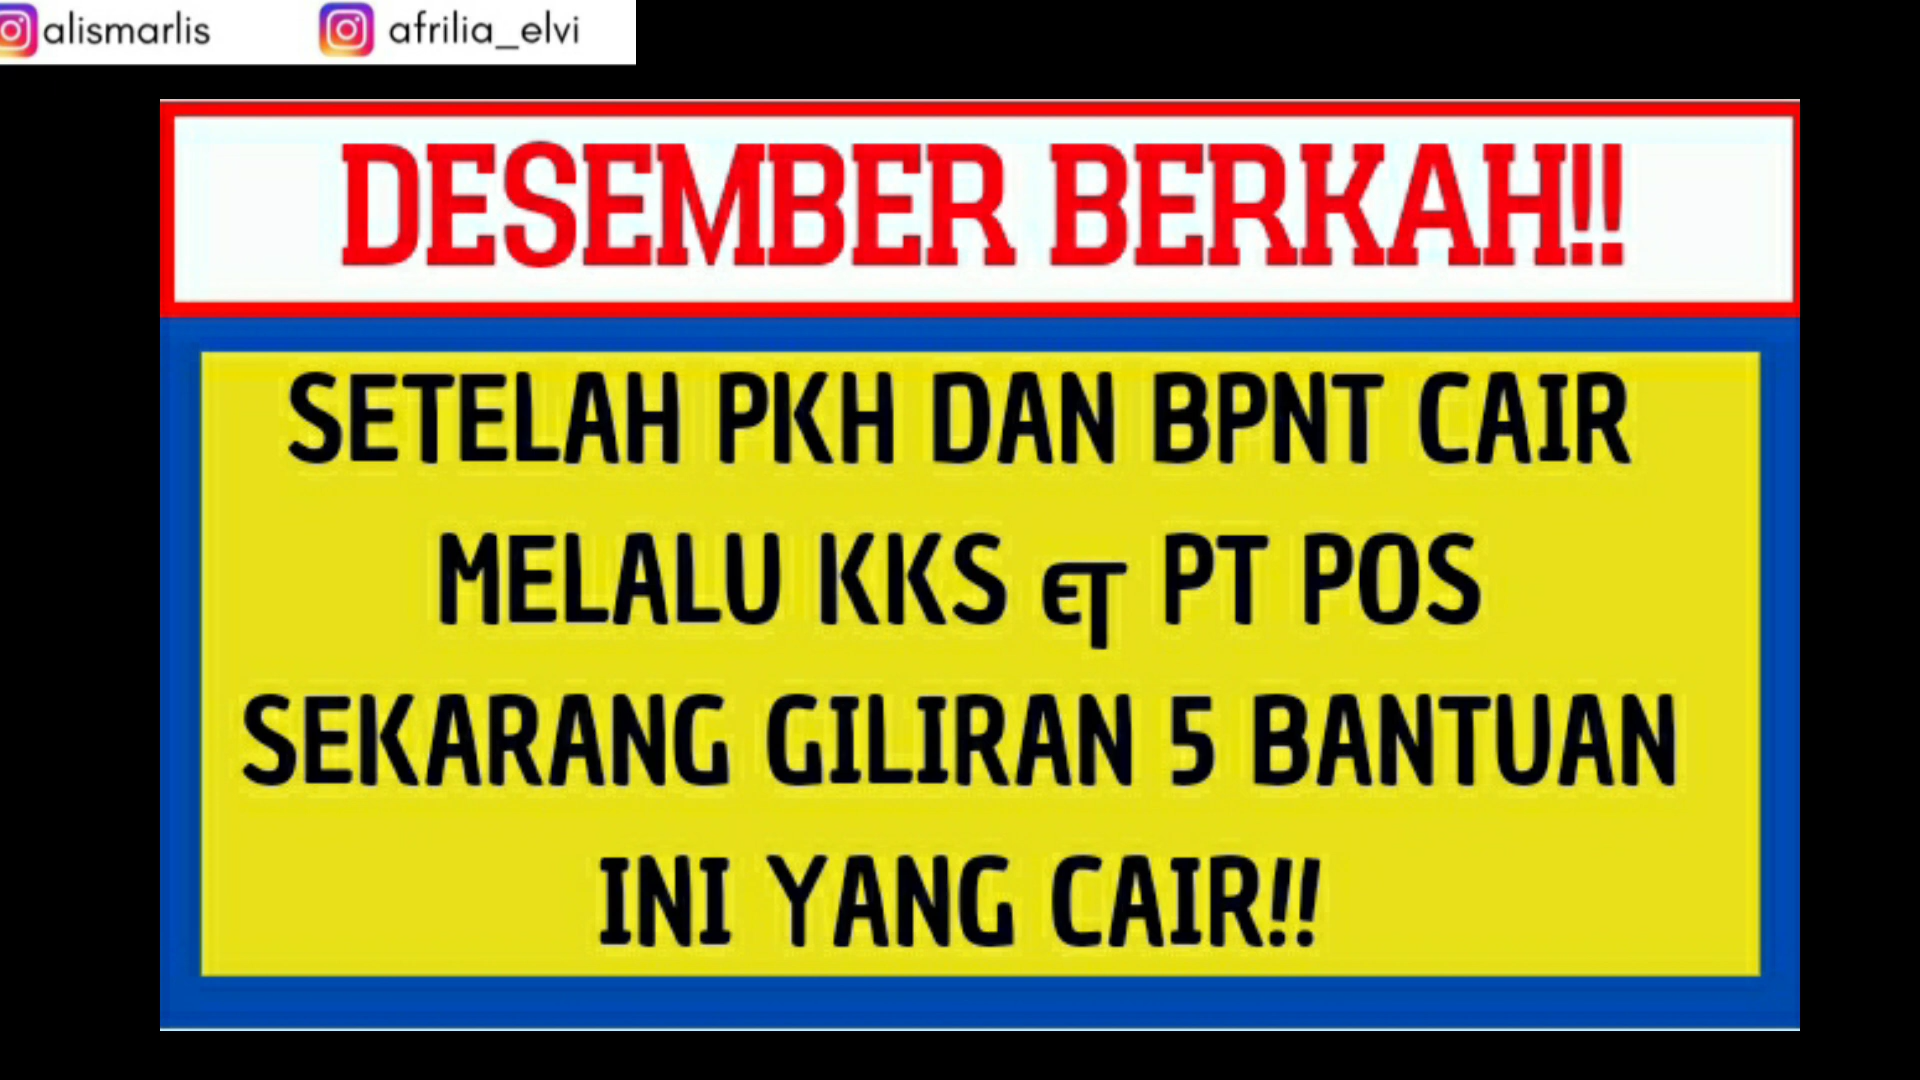 alismarlis afrilia_elvi
DESEMBER BERKAH!!
SETELAH PKH DAN BPNT CAIR
MELALU KKS & PT POS
SEKARANG GILIRAN 5 BANTUAN
INI YANG CAIR!!